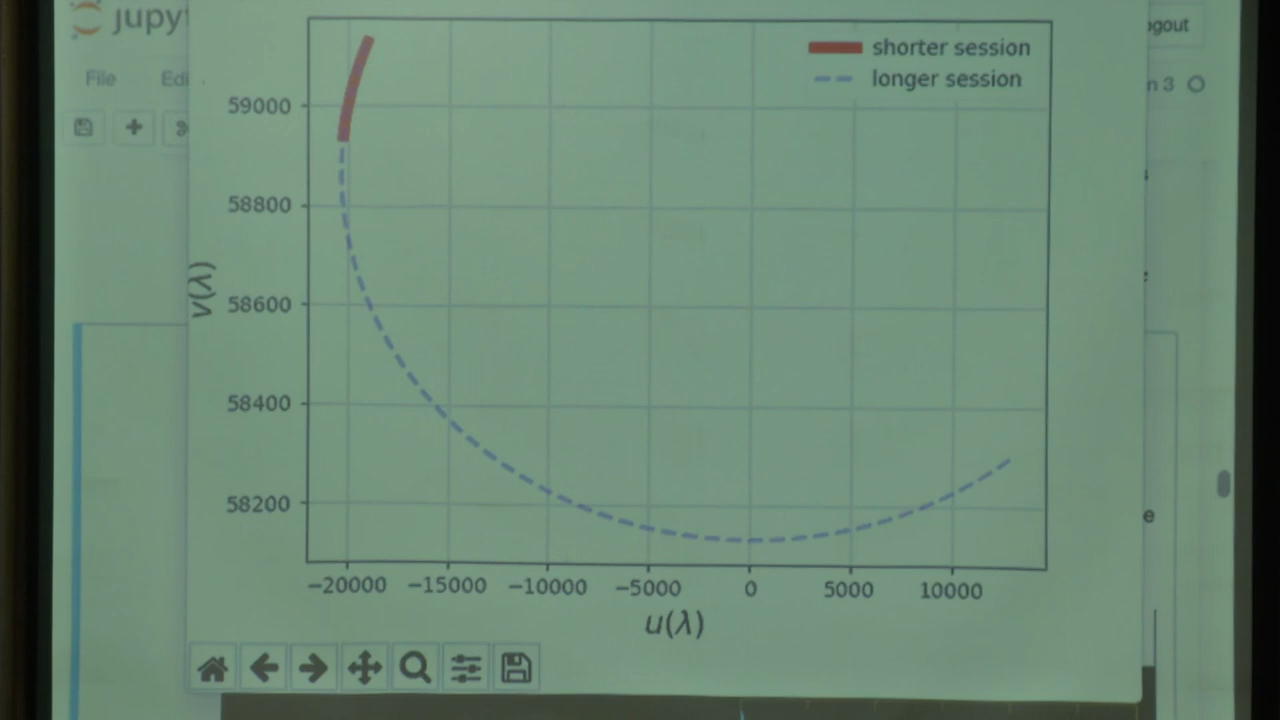 jupy
ogout
File Edi
n 3
shorter session
longer session
59000
58800
58600
58400
58200
v(λ)
−20000 −15000 −10000 −5000 0 5000 10000
u(λ)
e